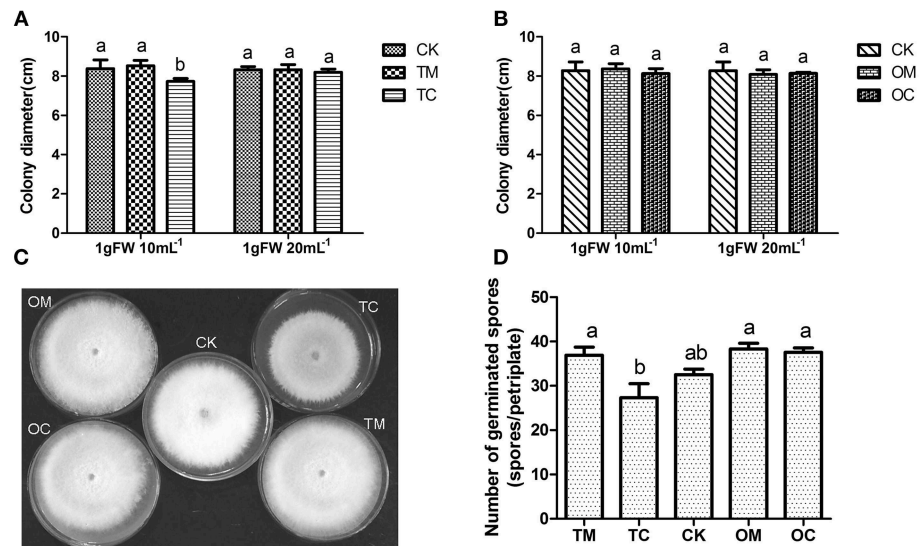 A
Colony diameter(cm)
10
8
6
4
2
0
a a b a a a
1gFW 10mL⁻¹ 1gFW 20mL⁻¹
CK
TM
TC
B
Colony diameter(cm)
10
8
6
4
2
0
a a a a a a
1gFW 10mL⁻¹ 1gFW 20mL⁻¹
CK
OM
OC
C
OM
TC
CK
OC
TM
D
Number of germinated spores
(spores/petriplate)
50
40
30
20
10
0
a b ab a a
TM TC CK OM OC